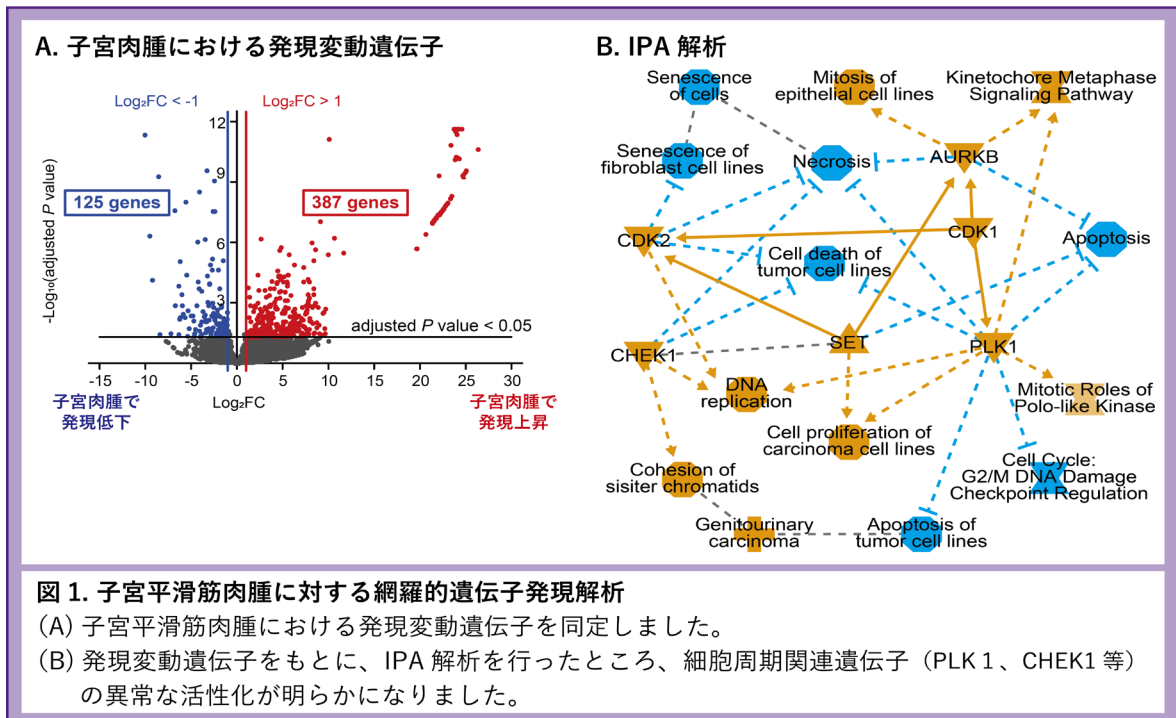 A. 子宮肉腫における発現変動遺伝子
Log₂FC < -1
Log₂FC > 1
125 genes
387 genes
-Log₁₀(adjusted P value)
12
9
6
3
adjusted P value < 0.05
-15
-10
-5
0
5
10
15
20
25
30
Log₂FC
子宮肉腫で
発現低下
子宮肉腫で
発現上昇
B. IPA 解析
Senescence
of cells
Mitosis of
epithelial cell lines
Kinetochore Metaphase
Signaling Pathway
Senescence of
fibroblast cell lines
Necrosis
AURKB
CDK2
Cell death of
tumor cell lines
CDK1
Apoptosis
CHEK1
SET
PLK1
DNA
replication
Mitotic Roles of
Polo-like Kinase
Cell proliferation of
carcinoma cell lines
Cohesion of
sisiter chromatids
Cell Cycle:
G2/M DNA Damage
Checkpoint Regulation
Genitourinary
carcinoma
Apoptosis of
tumor cell lines
図 1. 子宮平滑筋肉腫に対する網羅的遺伝子発現解析
(A) 子宮平滑筋肉腫における発現変動遺伝子を同定しました。
(B) 発現変動遺伝子をもとに、IPA 解析を行ったところ、細胞周期関連遺伝子（PLK 1、CHEK1 等）
の異常な活性化が明らかになりました。